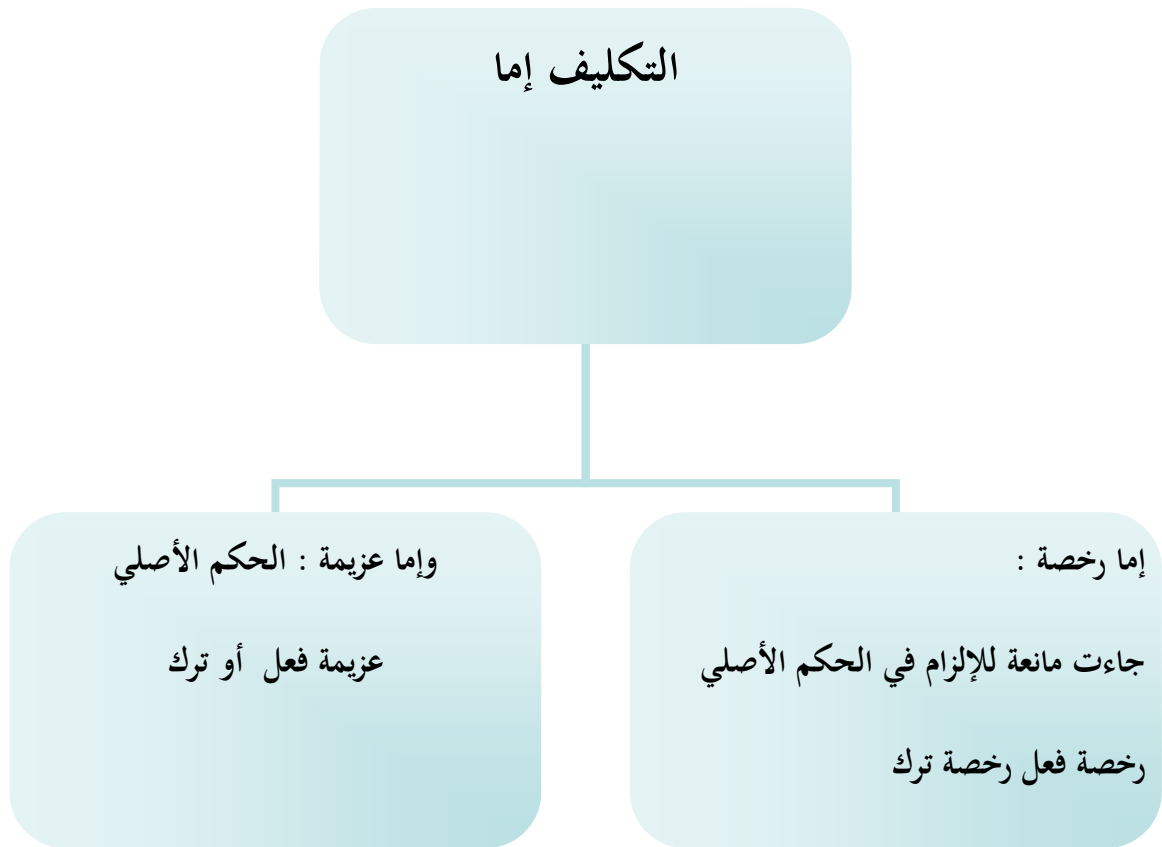 التكليف إما
إما رخصة :
جاءت مانعة للإلزام في الحكم الأصلي
رخصة فعل رخصة ترك
وإما عزيمة : الحكم الأصلي
عزيمة فعل أو ترك